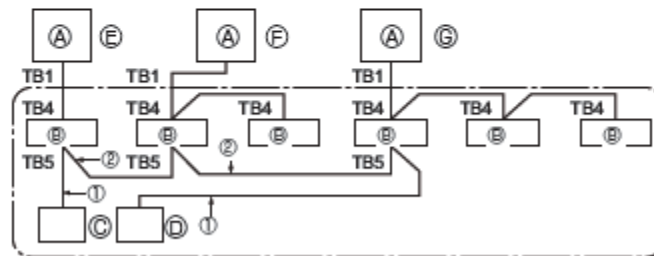 Ⓐ Ⓔ Ⓐ Ⓕ Ⓐ Ⓖ
TB1 TB1 TB1
TB4 TB4 TB4 TB4 TB4 TB4
Ⓑ Ⓑ Ⓑ Ⓑ Ⓑ Ⓑ
TB5 ② TB5 ② TB5
① ①
Ⓒ Ⓓ